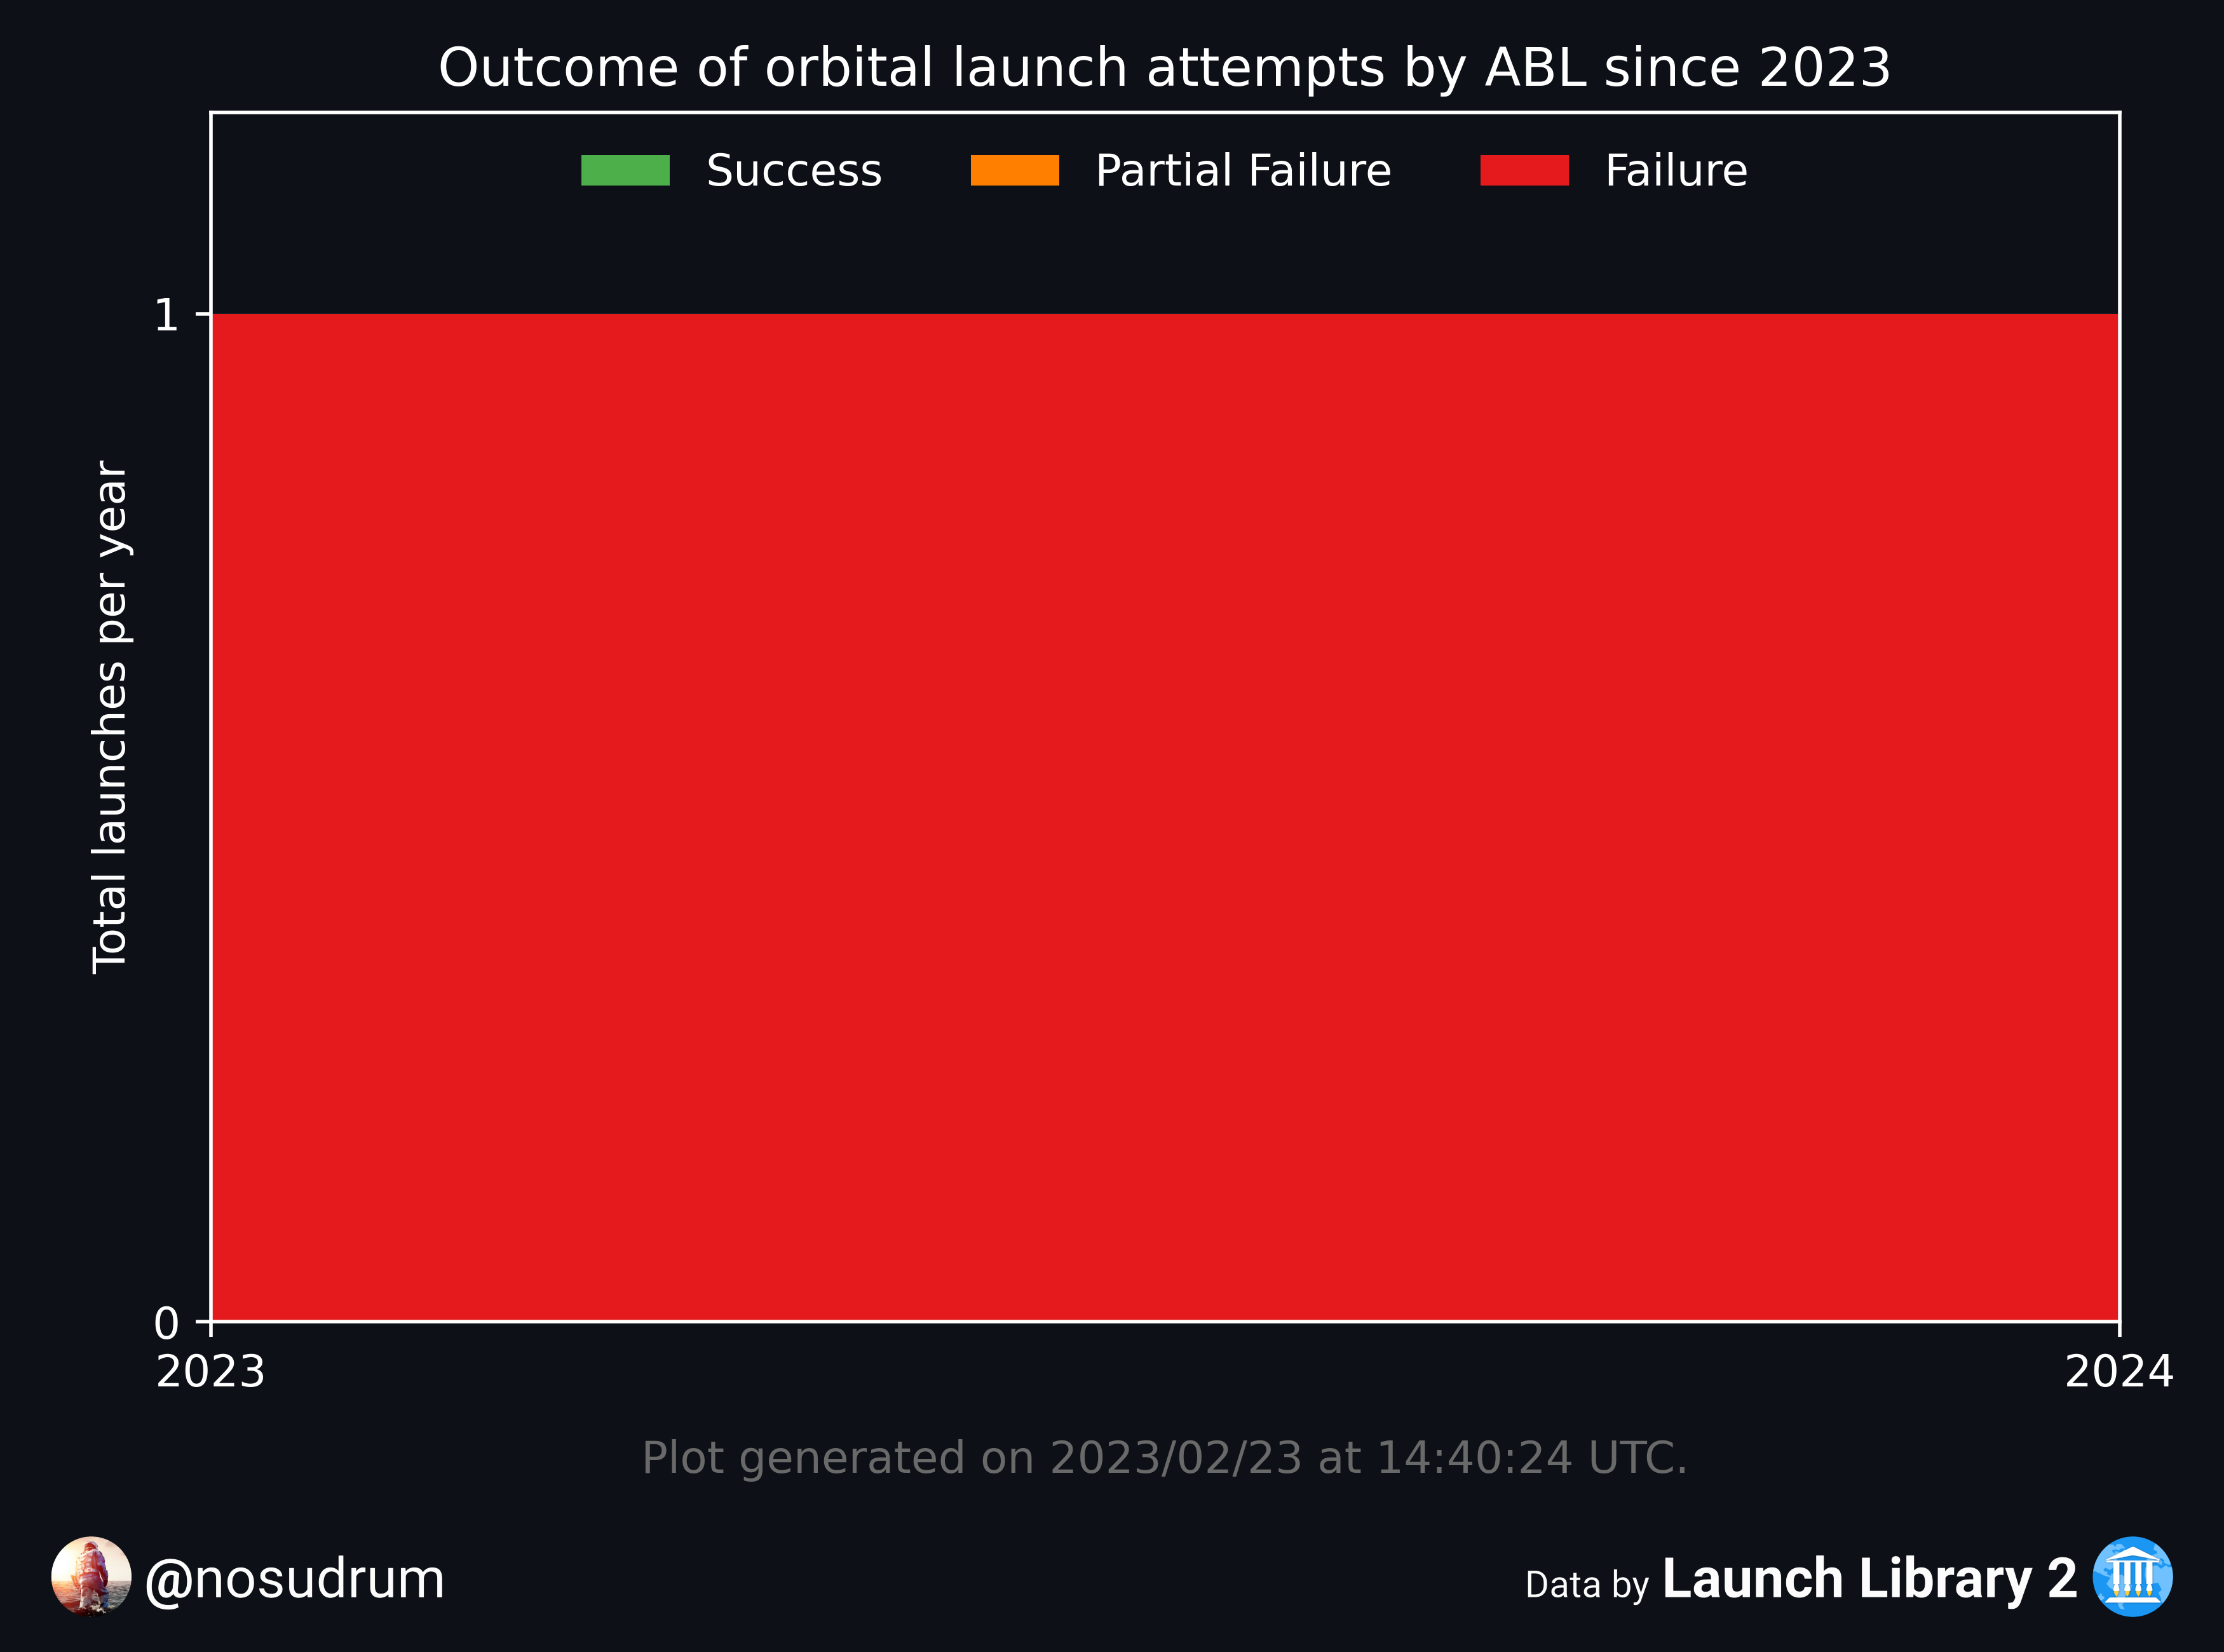 Outcome of orbital launch attempts by ABL since 2023
Success Partial Failure Failure
1
Total launches per year
0
2023 2024
Plot generated on 2023/02/23 at 14:40:24 UTC.
@nosudrum
Data by Launch Library 2